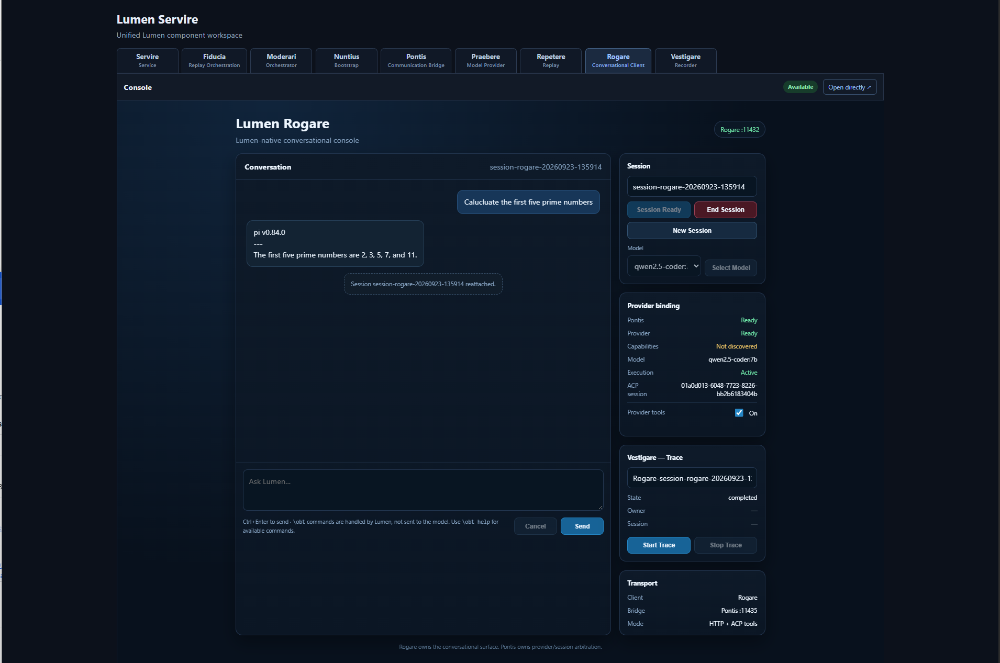 Lumen Servire
Unified Lumen component workspace
Servire
Service
Fiducia
Replay Orchestration
Moderari
Orchestrator
Nuntius
Bootstrap
Pontis
Communication Bridge
Praebere
Model Provider
Repetere
Replay
Rogare
Conversational Client
Vestigare
Recorder
Console
Available
Open directly ↗
Lumen Rogare
Lumen-native conversational console
Rogare :11432
Conversation
session-rogare-20260923-135914
Calucluate the first five prime numbers
pi v0.84.0
---
The first five prime numbers are 2, 3, 5, 7, and 11.
Session session-rogare-20260923-135914 reattached.
Ask Lumen...
Ctrl+Enter to send · \obt commands are handled by Lumen, not sent to the model. Use \obt help for
available commands.
Cancel
Send
Session
session-rogare-20260923-135914
Session Ready
End Session
New Session
Model
qwen2.5-coder:
Select Model
Provider binding
Pontis Ready
Provider Ready
Capabilities Not discovered
Model qwen2.5-coder:7b
Execution Active
ACP session 01a0d013-6048-7723-8226-
bb2b6183404b
Provider tools On
Vestigare — Trace
Rogare-session-rogare-20260923-1
State completed
Owner —
Session —
Start Trace
Stop Trace
Transport
Client Rogare
Bridge Pontis :11435
Mode HTTP + ACP tools
Rogare owns the conversational surface. Pontis owns provider/session arbitration.